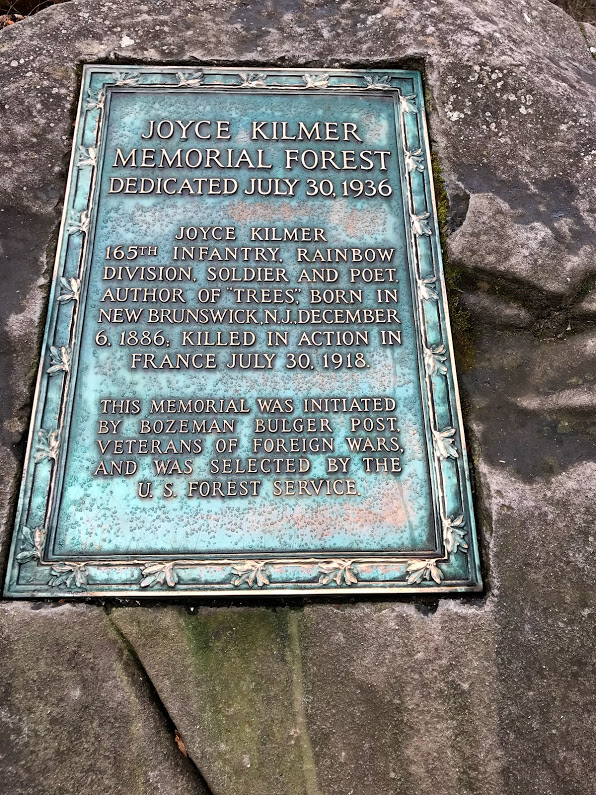 JOYCE KILMER
MEMORIAL FOREST
DEDICATED JULY 30, 1936
JOYCE KILMER
165TH INFANTRY, RAINBOW
DIVISION, SOLDIER AND POET,
AUTHOR OF "TREES," BORN IN
NEW BRUNSWICK, N.J., DECEMBER
6, 1886; KILLED IN ACTION IN
FRANCE JULY 30, 1918.
THIS MEMORIAL WAS INITIATED
BY BOZEMAN BULGER POST,
VETERANS OF FOREIGN WARS,
AND WAS SELECTED BY THE
U. S. FOREST SERVICE.